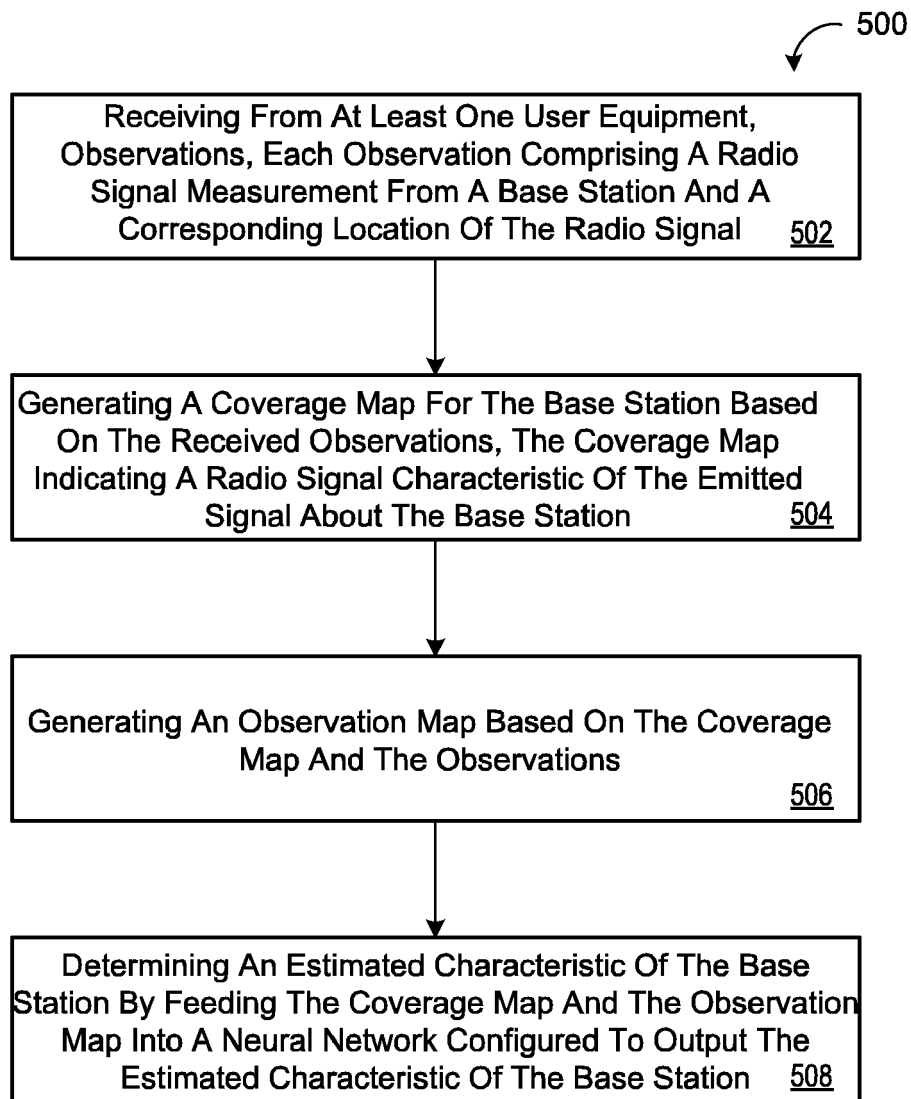 500
Receiving From At Least One User Equipment,
Observations, Each Observation Comprising A Radio
Signal Measurement From A Base Station And A
Corresponding Location Of The Radio Signal 502
Generating A Coverage Map For The Base Station Based
On The Received Observations, The Coverage Map
Indicating A Radio Signal Characteristic Of The Emitted
Signal About The Base Station 504
Generating An Observation Map Based On The Coverage
Map And The Observations
506
Determining An Estimated Characteristic Of The Base
Station By Feeding The Coverage Map And The Observation
Map Into A Neural Network Configured To Output The
Estimated Characteristic Of The Base Station 508